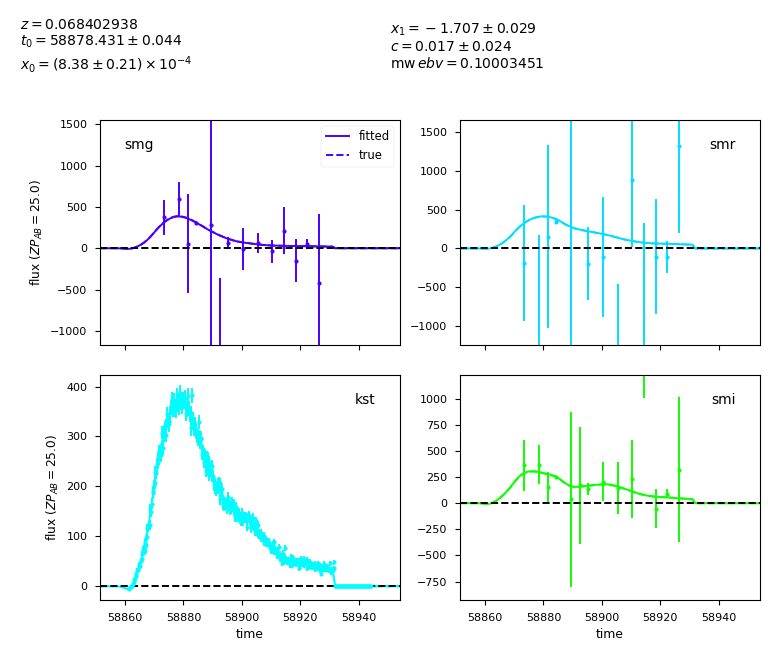 z = 0.068402938
t₀ = 58878.431 ± 0.044
x₀ = (8.38 ± 0.21) × 10⁻⁴
x₁ = −1.707 ± 0.029
c = 0.017 ± 0.024
mw ebv = 0.10003451
smg
fitted
true
1500
1000
500
0
−500
−1000
flux (ZP_AB = 25.0)
smr
1500
1000
500
0
−500
−1000
kst
400
300
200
100
0
flux (ZP_AB = 25.0)
58860 58880 58900 58920 58940
time
smi
1000
750
500
250
0
−250
−500
−750
58860 58880 58900 58920 58940
time